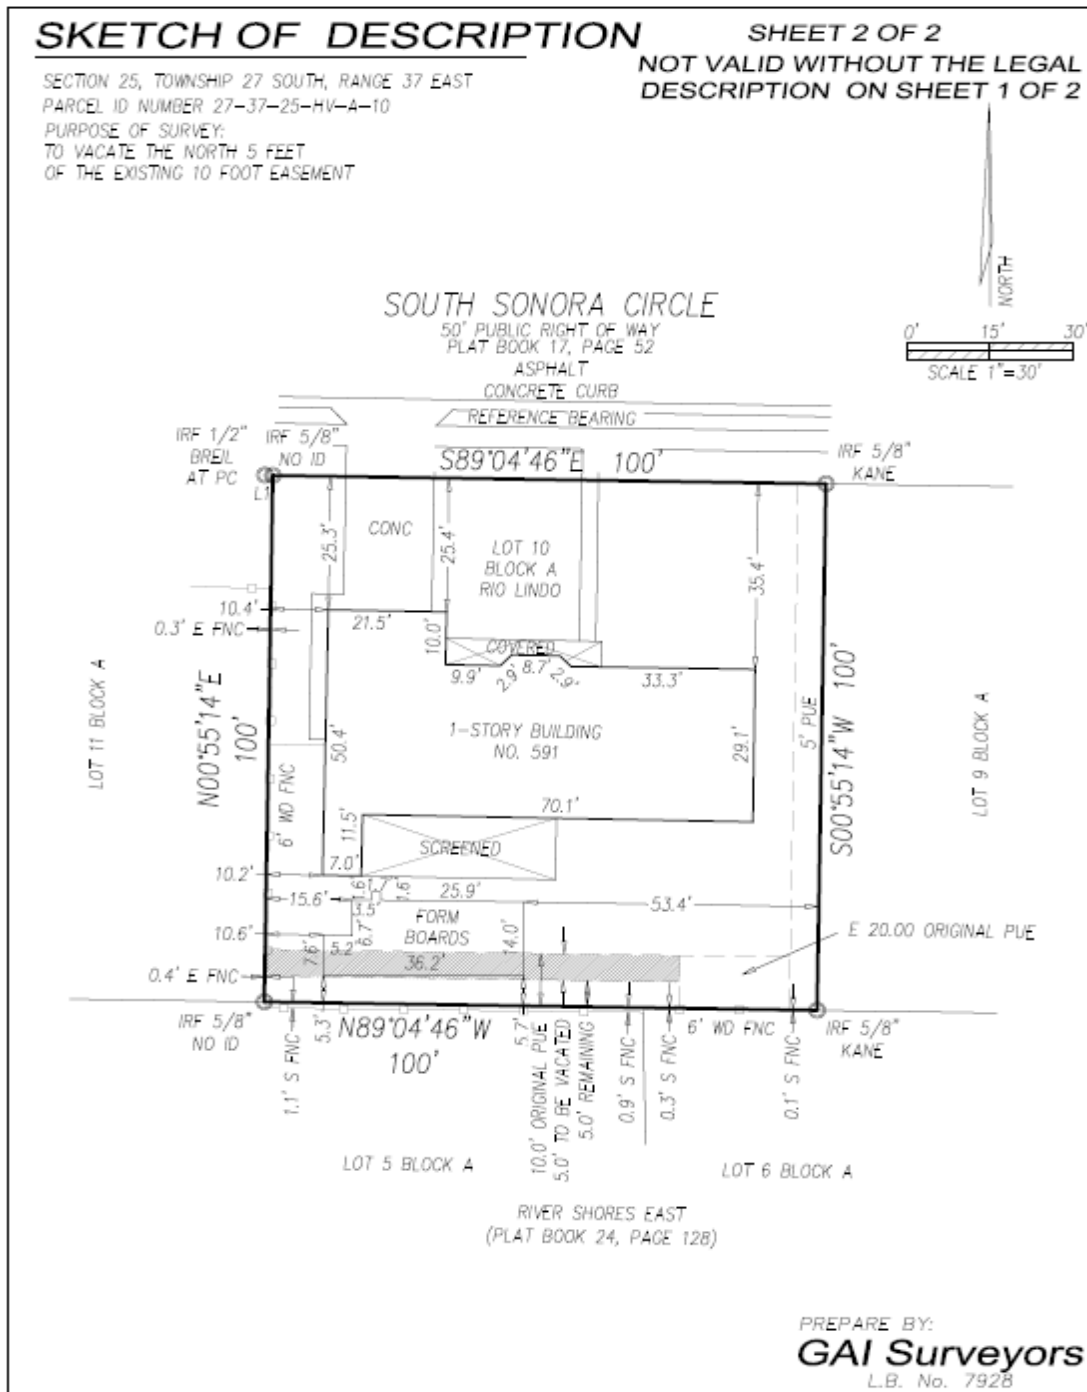 SKETCH OF DESCRIPTION
SHEET 2 OF 2
NOT VALID WITHOUT THE LEGAL
DESCRIPTION ON SHEET 1 OF 2
SECTION 25, TOWNSHIP 27 SOUTH, RANGE 37 EAST
PARCEL ID NUMBER 27-37-25-HV-A-10
PURPOSE OF SURVEY:
TO VACATE THE NORTH 5 FEET
OF THE EXISTING 10 FOOT EASEMENT
NORTH
0' 15' 30'
SCALE 1"=30'
SOUTH SONORA CIRCLE
50' PUBLIC RIGHT OF WAY
PLAT BOOK 17, PAGE 52
ASPHALT
CONCRETE CURB
REFERENCE BEARING
IRF 1/2"
BREIL
AT PC
IRF 5/8"
NO ID
L1
S89°04'46"E 100'
IRF 5/8"
KANE
25.3'
CONC
25.4'
LOT 10
BLOCK A
RIO LINDO
35.4'
10.4'
0.3' E FNC
21.5'
10.0'
COVERED
9.9'
2.9'
8.7'
2.9'
33.3'
LOT 11 BLOCK A
N00°55'14"E
100'
50.4'
1-STORY BUILDING
NO. 591
29.1'
5' PUE
S00°55'14"W 100'
LOT 9 BLOCK A
6' WD FNC
70.1'
11.5'
SCREENED
10.2'
7.0'
1.6'
1.7'
1.6'
25.9'
15.6'
3.5'
53.4'
FORM
BOARDS
10.6'
7.6'
5.2'
6.7'
14.0'
36.2'
E 20.00 ORIGINAL PUE
0.4' E FNC
IRF 5/8"
NO ID
N89°04'46"W
100'
6' WD FNC
IRF 5/8"
KANE
1.1' S FNC
5.3'
5.7'
10.0' ORIGINAL PUE
5.0' TO BE VACATED
5.0' REMAINING
0.9' S FNC
0.3' S FNC
0.1' S FNC
LOT 5 BLOCK A
LOT 6 BLOCK A
RIVER SHORES EAST
(PLAT BOOK 24, PAGE 128)
PREPARE BY:
GAI Surveyors
L.B. No. 7928